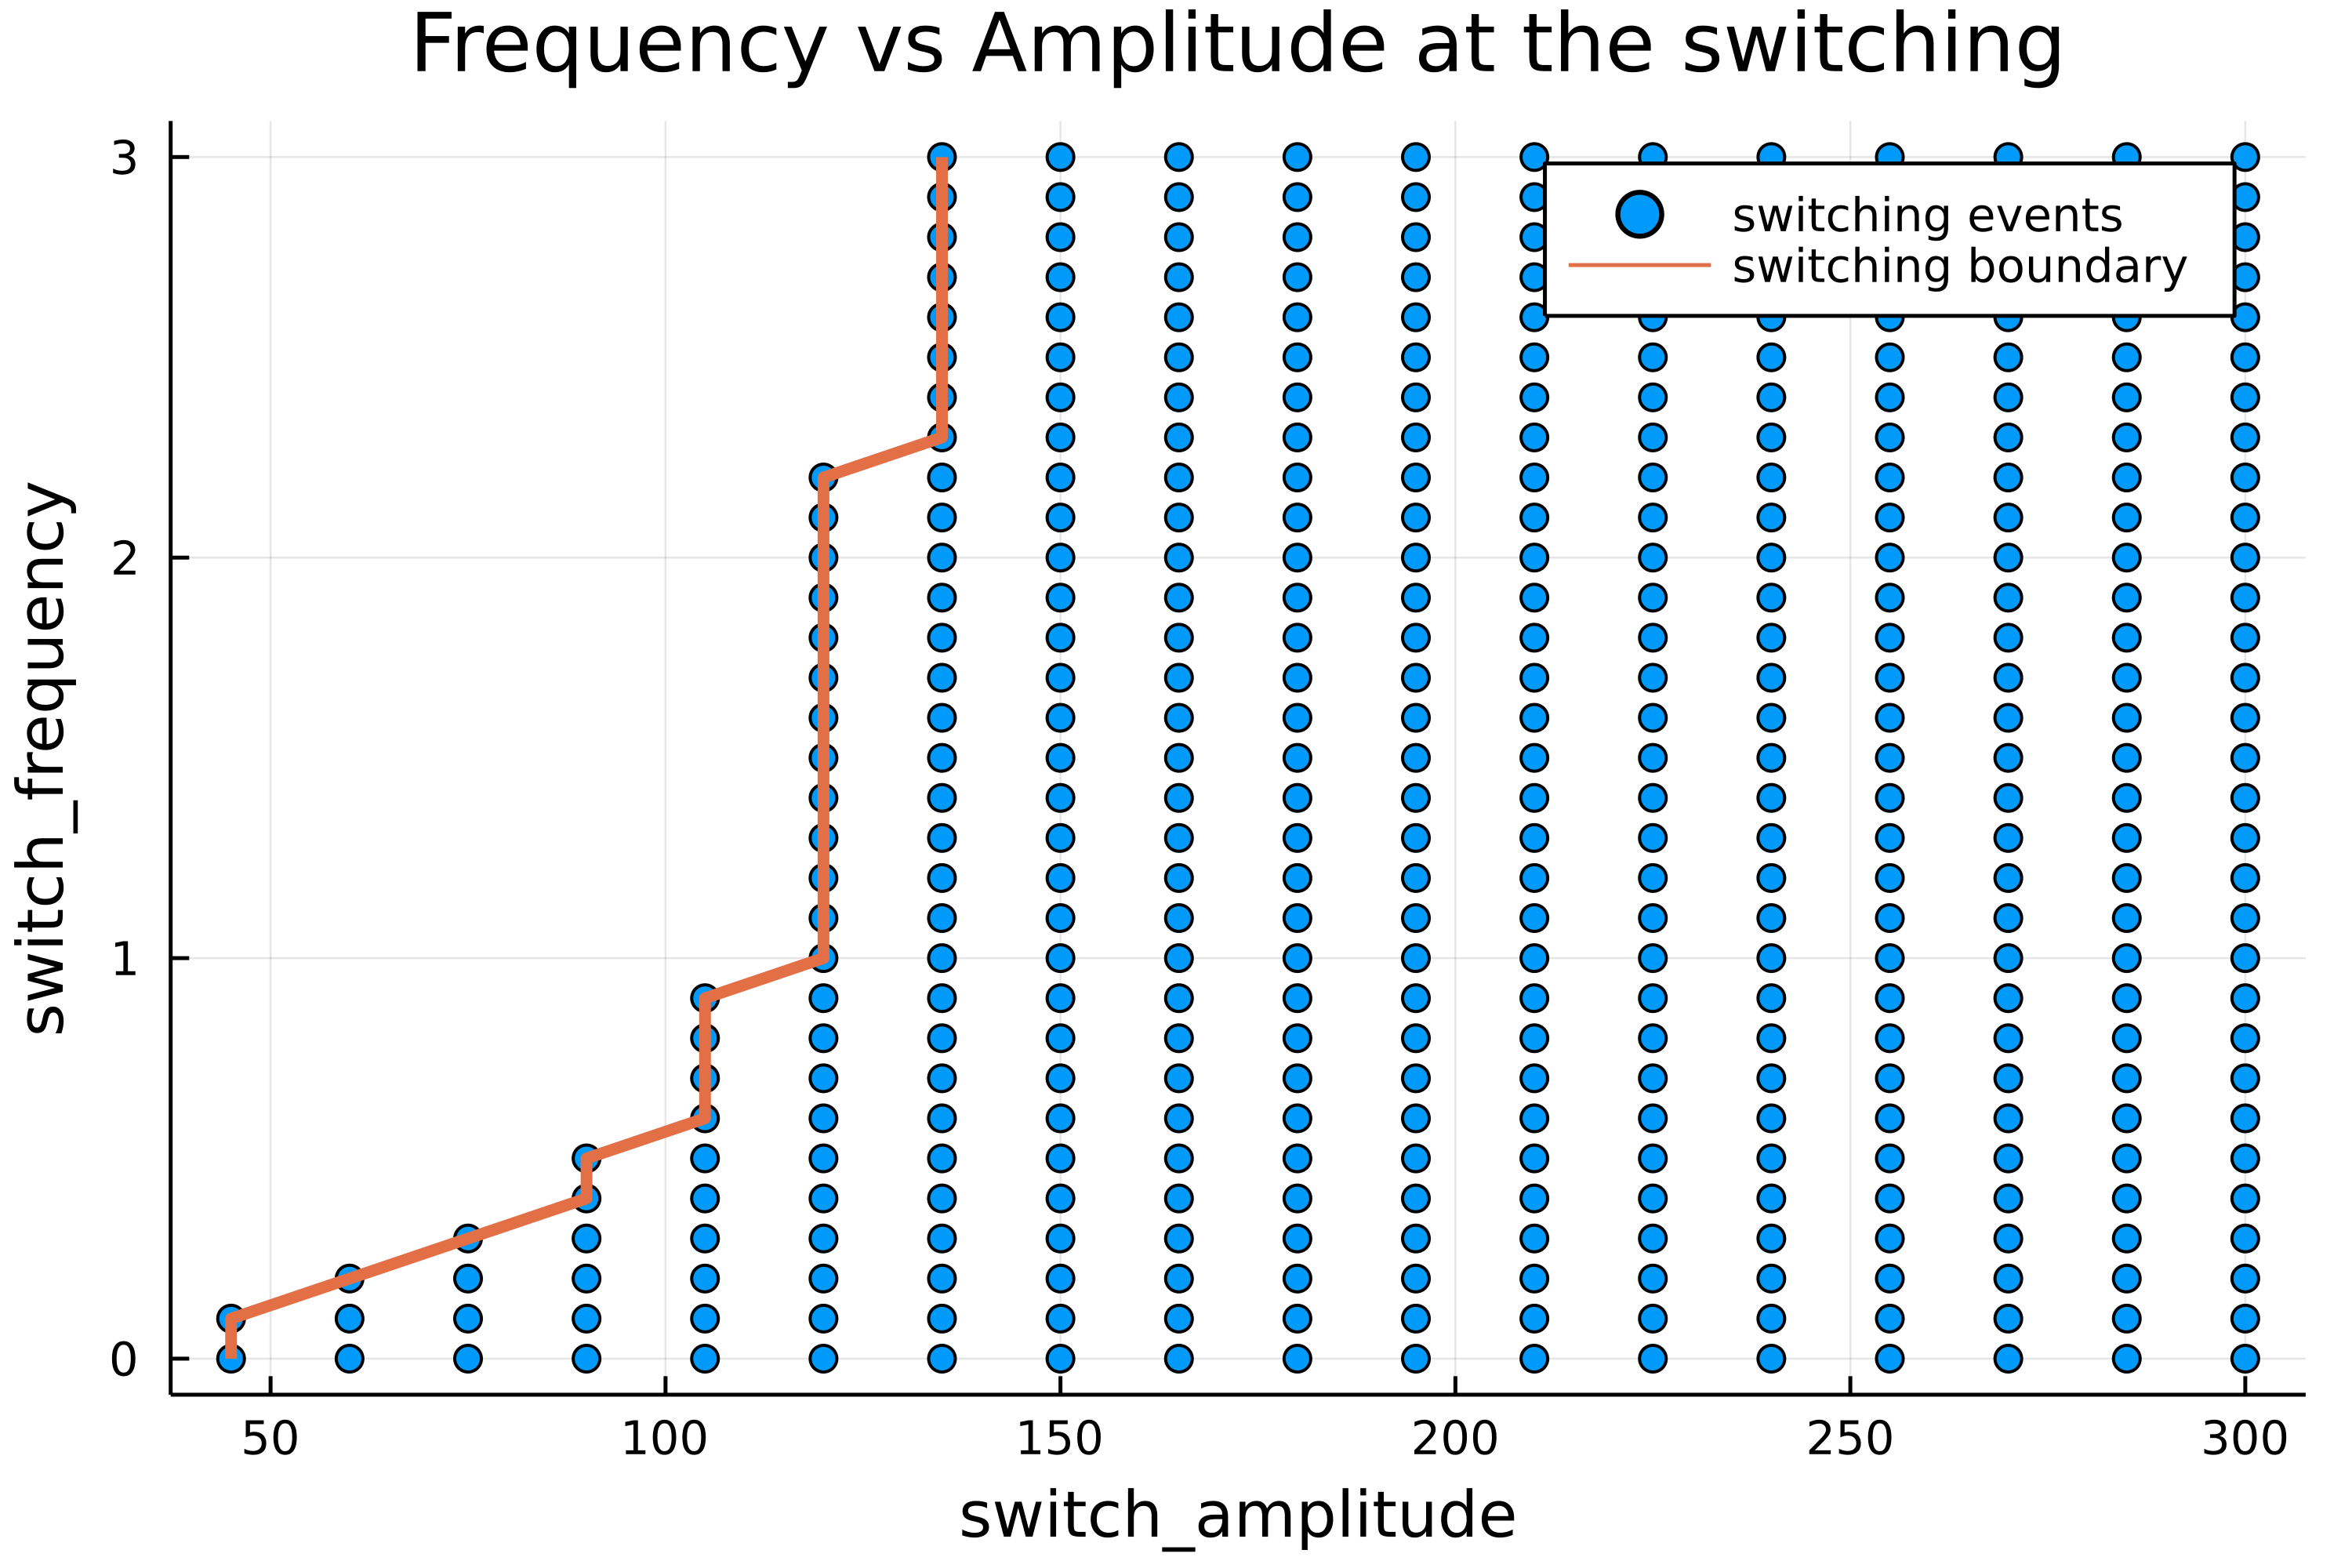 Frequency vs Amplitude at the switching
switch_frequency
3
2
1
0
switching events
switching boundary
50 100 150 200 250 300
switch_amplitude